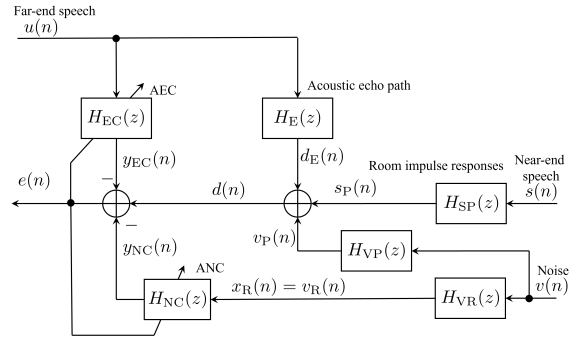 Far-end speech
u(n)
AEC
Acoustic echo path
H_EC(z)
H_E(z)
y_EC(n)
d_E(n)
Room impulse responses
Near-end
speech
e(n)
−
d(n)
s_P(n)
s(n)
H_SP(z)
−
v_P(n)
y_NC(n)
H_VP(z)
ANC
Noise
H_NC(z)
x_R(n) = v_R(n)
H_VR(z)
v(n)